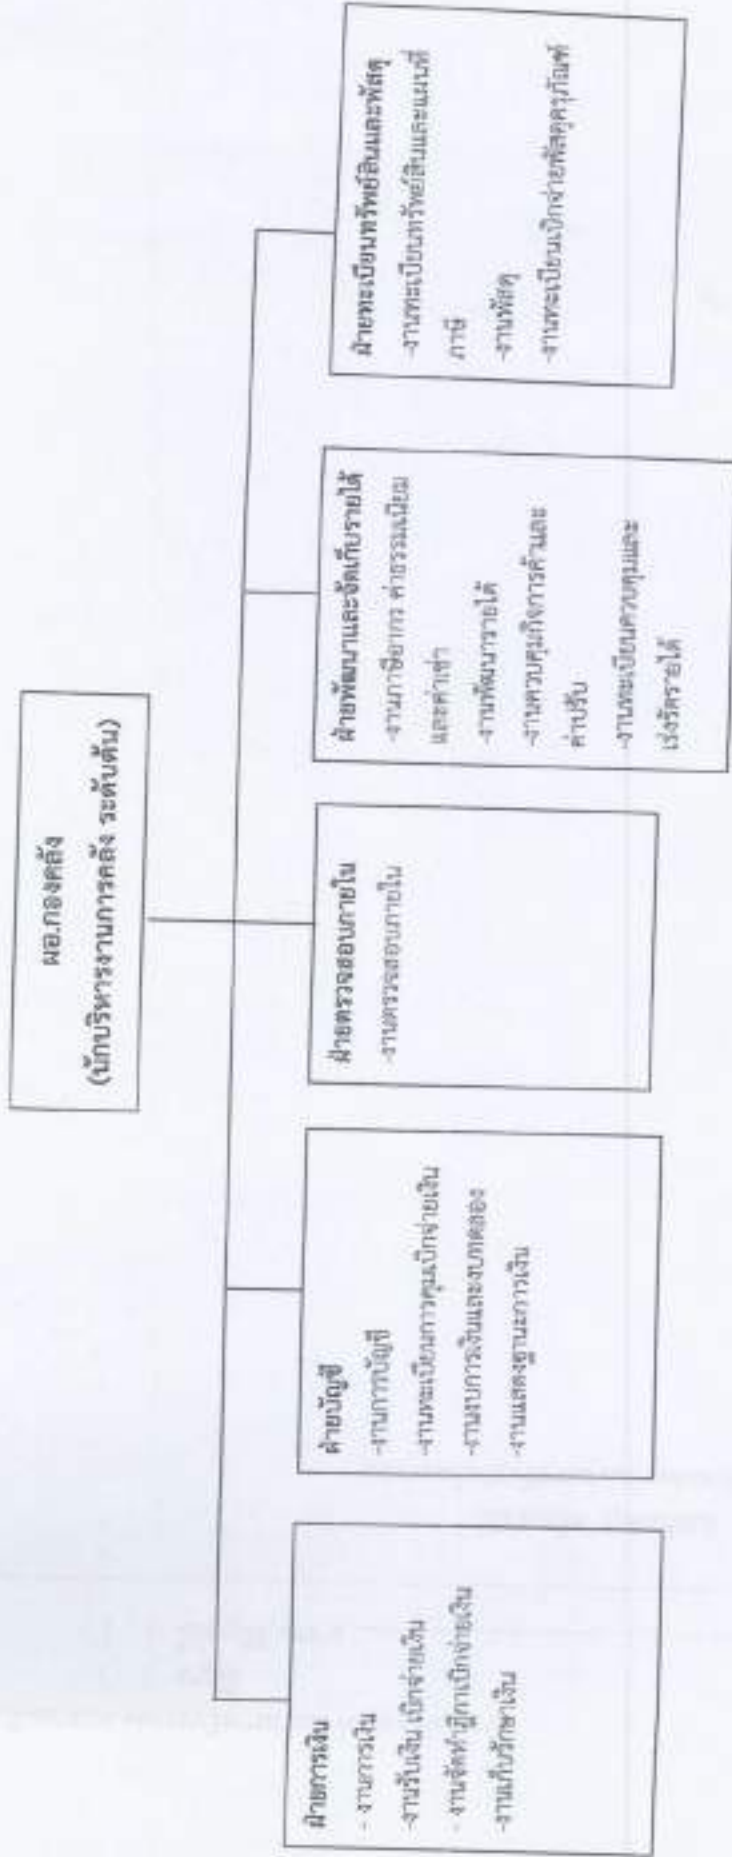 ผอ.กองคลัง
(นักบริหารงานการคลัง ระดับต้น)
ฝ่ายการเงิน
- งานการเงิน
-งานรับเงิน เบิกจ่ายเงิน
- งานจัดทำฎีกาเบิกจ่ายเงิน
-งานเก็บรักษาเงิน
ฝ่ายบัญชี
-งานการบัญชี
-งานทะเบียนการคุมเบิกจ่ายเงิน
-งานงบการเงินและงบทดลอง
-งานแสดงฐานะการเงิน
ฝ่ายตรวจสอบภายใน
-งานตรวจสอบภายใน
ฝ่ายพัฒนาและจัดเก็บรายได้
-งานภาษีอากร ค่าธรรมเนียม
และค่าเช่า
-งานพัฒนารายได้
-งานควบคุมกิจการค้าและ
ค่าปรับ
-งานทะเบียนควบคุมและ
เร่งรัดรายได้
ฝ่ายทะเบียนทรัพย์สินและพัสดุ
-งานทะเบียนทรัพย์สินและแผนที่
ภาษี
-งานพัสดุ
-งานทะเบียนเบิกจ่ายพัสดุครุภัณฑ์